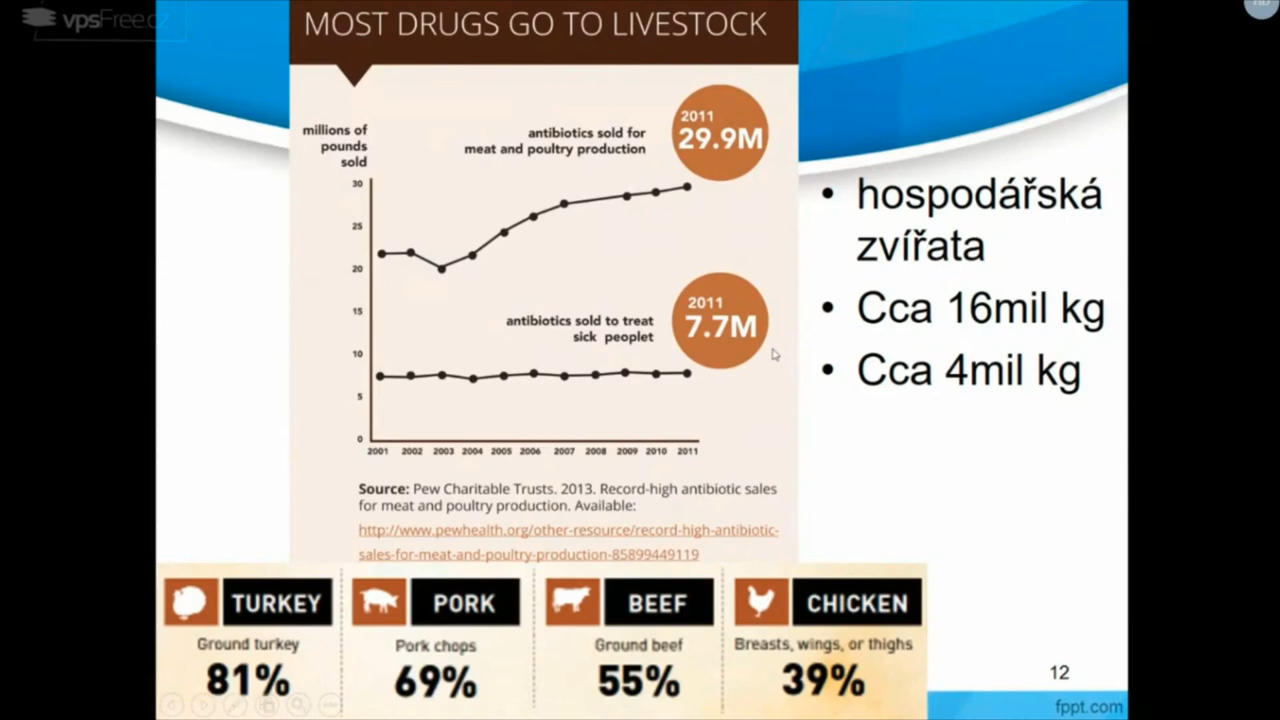 vpsFree.cz
MOST DRUGS GO TO LIVESTOCK
2011
29.9M
antibiotics sold for
meat and poultry production
millions of
pounds
sold
30
25
20
15
10
5
0
2011
7.7M
antibiotics sold to treat
sick peoplet
2001 2002 2003 2004 2005 2006 2007 2008 2009 2010 2011
Source: Pew Charitable Trusts. 2013. Record-high antibiotic sales
for meat and poultry production. Available:
http://www.pewhealth.org/other-resource/record-high-antibiotic-
sales-for-meat-and-poultry-production-85899449119
• hospodářská
zvířata
• Cca 16mil kg
• Cca 4mil kg
TURKEY
Ground turkey
81%
PORK
Pork chops
69%
BEEF
Ground beef
55%
CHICKEN
Breasts, wings, or thighs
39%
12
fppt.com